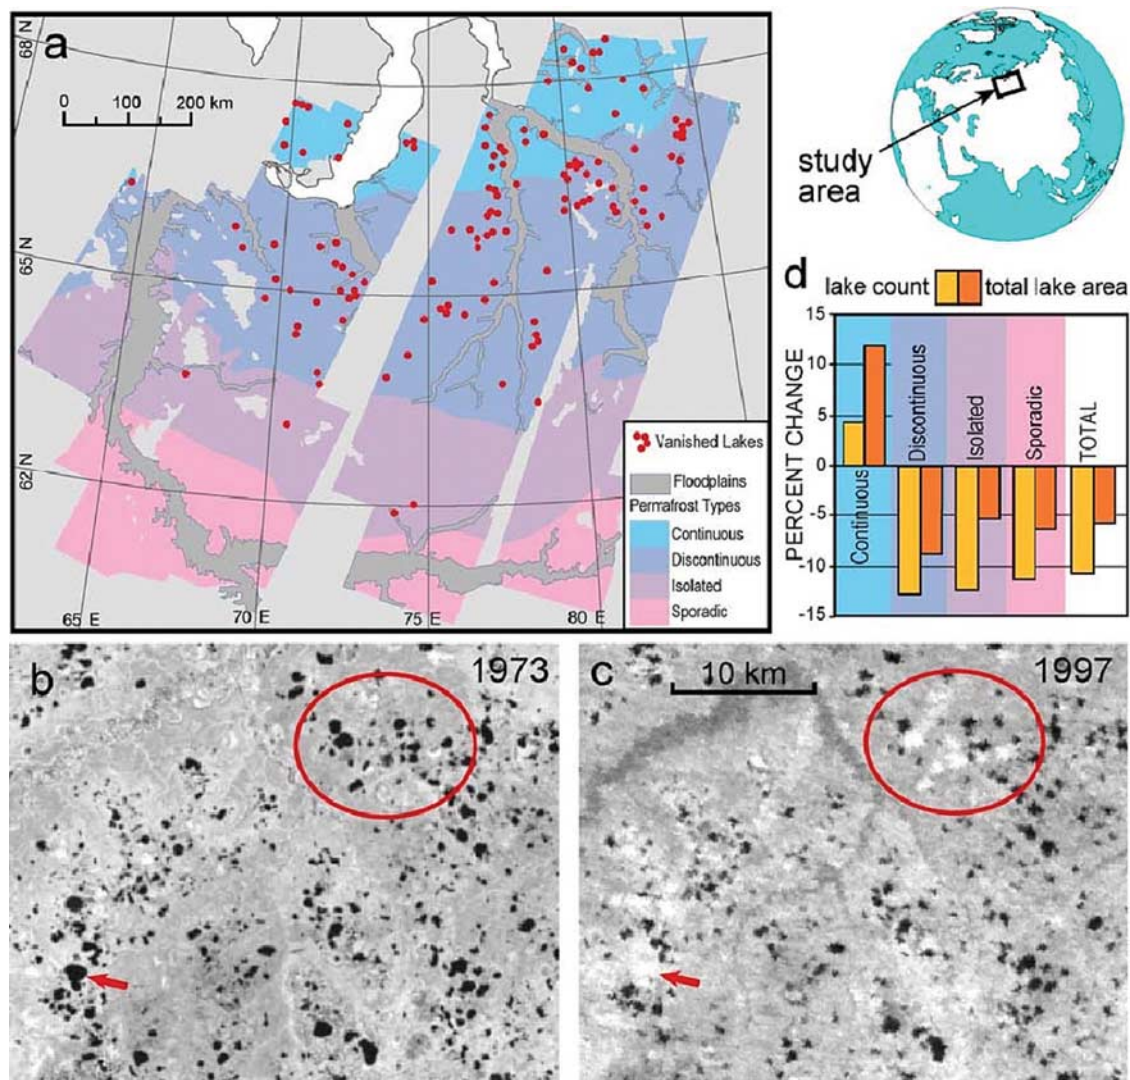 a
68 N
65 N
62 N
0 100 200 km
65 E
70 E
75 E
80 E
Vanished Lakes
Floodplains
Permafrost Types
Continuous
Discontinuous
Isolated
Sporadic
study
area
d
lake count
total lake area
PERCENT CHANGE
15
10
5
0
-5
-10
-15
Continuous
Discontinuous
Isolated
Sporadic
TOTAL
b
1973
c
10 km
1997